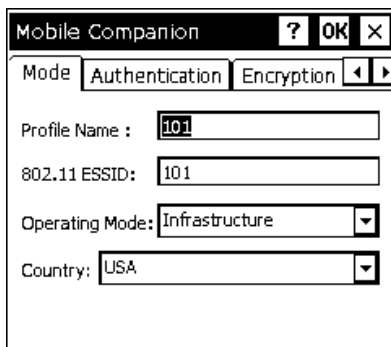 Mobile Companion ? OK ×
Mode Authentication Encryption
Profile Name : 101
802.11 ESSID: 101
Operating Mode: Infrastructure
Country: USA